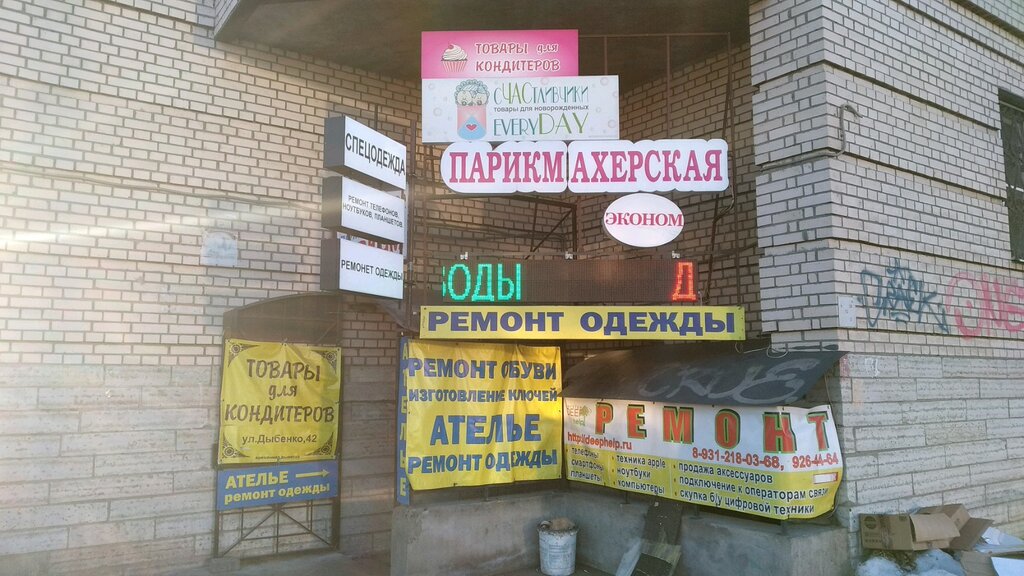 ТОВАРЫ для
КОНДИТЕРОВ
сЧАСТЛИВЧИКИ
товары для новорожденных
EVERYDAY
ПАРИКМАХЕРСКАЯ
ЭКОНОМ
СПЕЦОДЕЖДА
РЕМОНТ ТЕЛЕФОНОВ,
НОУТБУКОВ, ПЛАНШЕТОВ
РЕМОНЕТ ОДЕЖДЫ
ОДЫ Д
РЕМОНТ ОДЕЖДЫ
ТОВАРЫ
для
КОНДИТЕРОВ
ул.Дыбенко,42
АТЕЛЬЕ
ремонт одежды
РЕМОНТ ОБУВИ
ИЗГОТОВЛЕНИЕ КЛЮЧЕЙ
АТЕЛЬЕ
РЕМОНТ ОДЕЖДЫ
РЕМОНТ
http://deephelp.ru
8-931-218-03-68, 926-44-64
телефоны
смартфоны
планшеты
• техника apple
• ноутбуки
• компьютеры
• продажа аксессуаров
• подключение к операторам связи
• скупка б/у цифровой техники